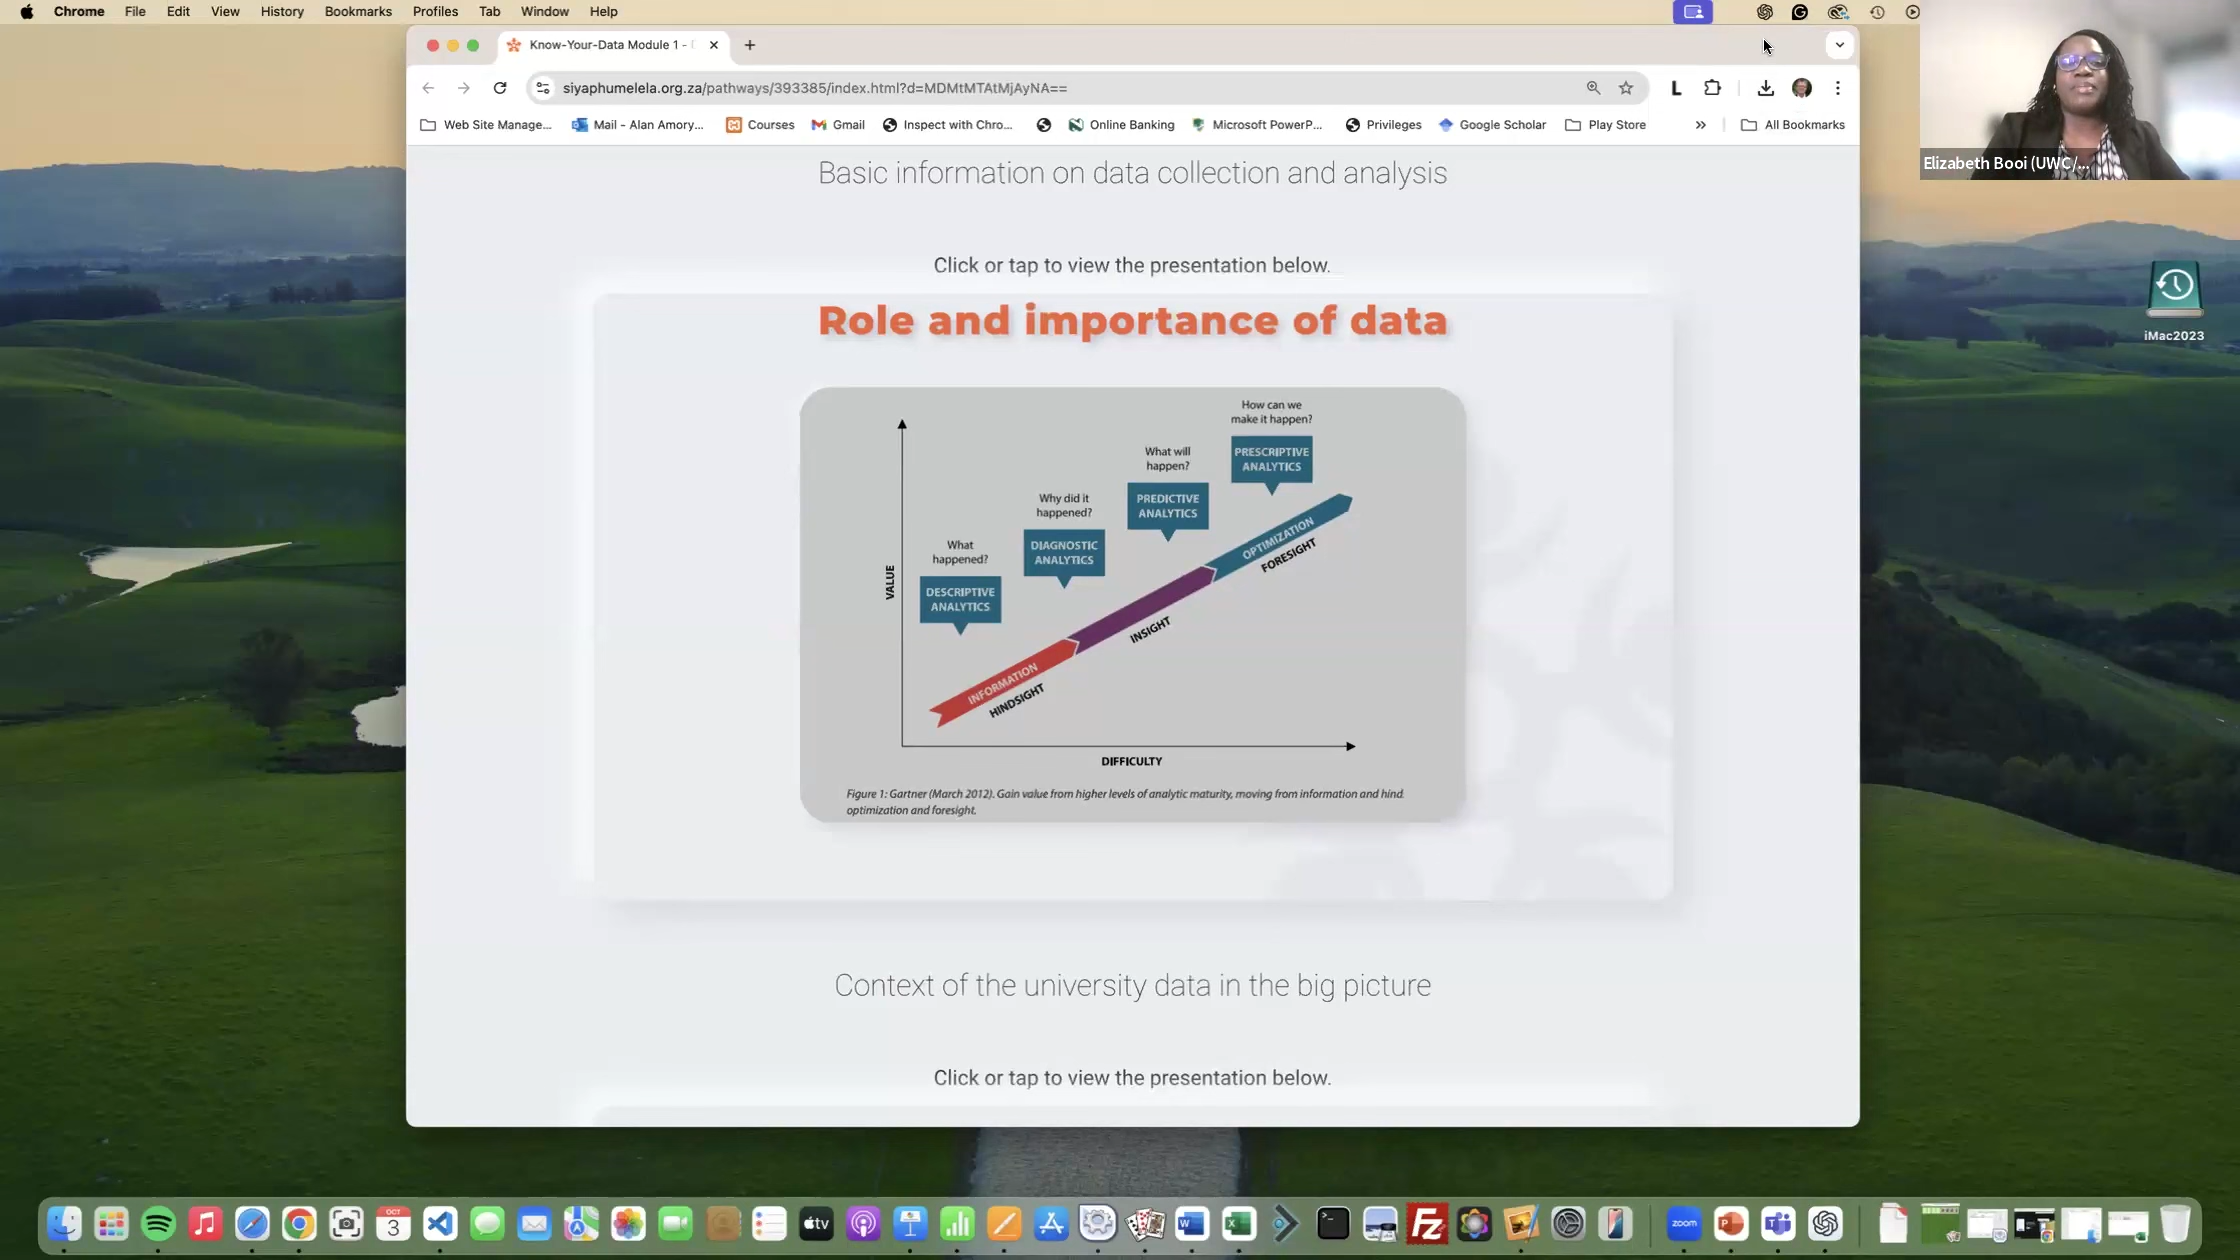 Chrome File Edit View History Bookmarks Profiles Tab Window Help
Know-Your-Data Module 1 -
siyaphumelela.org.za/pathways/393385/index.html?d=MDMtMTAtMjAyNA==
L
Web Site Manage... Mail - Alan Amory... Courses Gmail Inspect with Chro... Online Banking Microsoft PowerP... Privileges Google Scholar Play Store » All Bookmarks
Elizabeth Booi (UWC/...
Basic information on data collection and analysis
Click or tap to view the presentation below.
Role and importance of data
How can we
make it happen?
PRESCRIPTIVE
ANALYTICS
What will
happen?
PREDICTIVE
ANALYTICS
Why did it
happened?
DIAGNOSTIC
ANALYTICS
What
happened?
DESCRIPTIVE
ANALYTICS
VALUE
OPTIMIZATION
FORESIGHT
INSIGHT
INFORMATION
HINDSIGHT
DIFFICULTY
Figure 1: Gartner (March 2012). Gain value from higher levels of analytic maturity, moving from information and hind
optimization and foresight.
Context of the university data in the big picture
Click or tap to view the presentation below.
iMac2023
OCT
3
tv
W
X
Fz
zoom
P
T